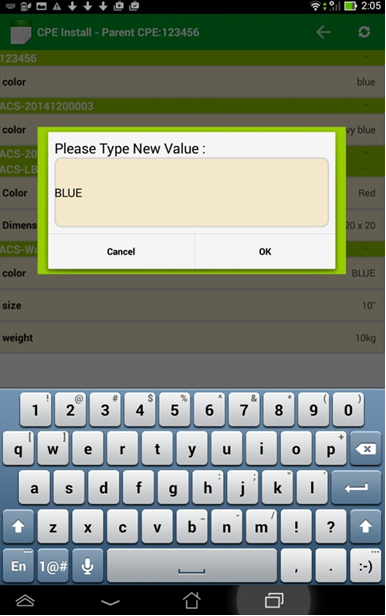 2:05
CPE Install - Parent CPE:123456
123456
color blue
ACS-20141200003
color vy blue
ACS-20
ACS-LB
Color Red
Dimens 20 x 20
ACS-Wa
color BLUE
size 10"
weight 10kg
Please Type New Value :
BLUE
Cancel OK
! @ # $ % ^ & * ( )
1 2 3 4 5 6 7 8 9 0
[ ] +
q w e r t y u i o p
: ; " '
a s d f g h j k l
_ - /
z x c v b n m ! ?
En 1@# , . :-)